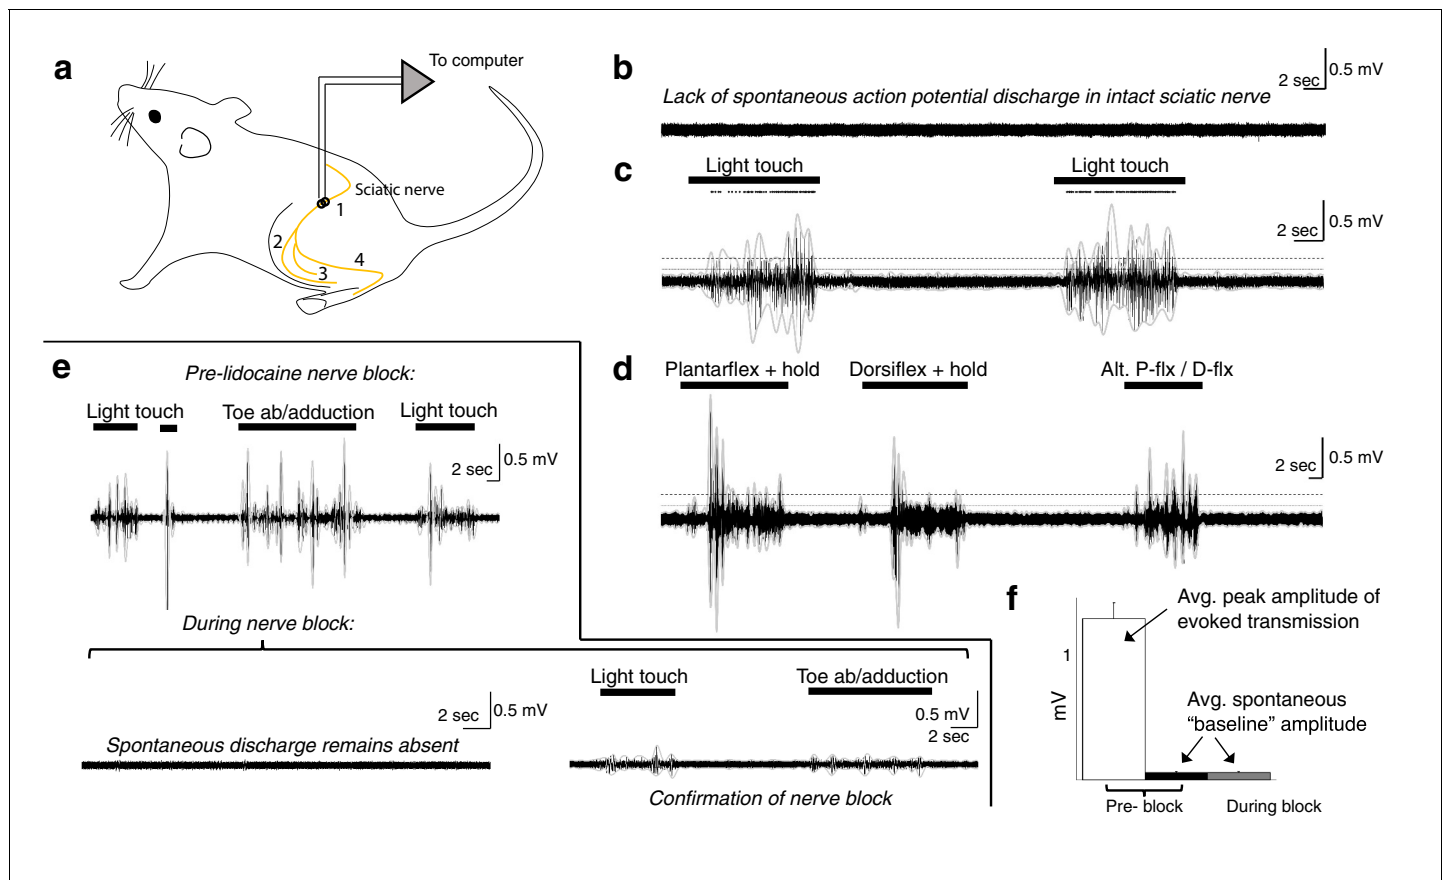 a
To computer
Sciatic nerve
1
2
3
4
b
2 sec
0.5 mV
Lack of spontaneous action potential discharge in intact sciatic nerve
c
Light touch
Light touch
2 sec
0.5 mV
d
Plantarflex + hold
Dorsiflex + hold
Alt. P-flx / D-flx
2 sec
0.5 mV
e
Pre-lidocaine nerve block:
Light touch
Toe ab/adduction
Light touch
2 sec
0.5 mV
During nerve block:
2 sec
0.5 mV
Spontaneous discharge remains absent
Light touch
Toe ab/adduction
0.5 mV
2 sec
Confirmation of nerve block
f
Avg. peak amplitude of
evoked transmission
1
mV
Avg. spontaneous
“baseline” amplitude
Pre- block
During block